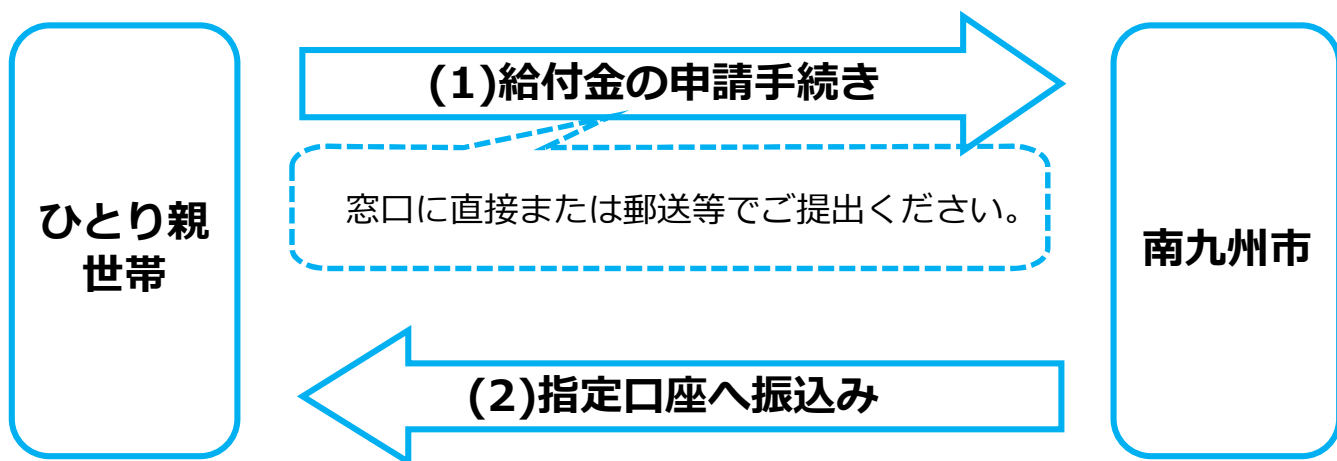 (1)給付金の申請手続き
窓口に直接または郵送等でご提出ください。
ひとり親
世帯
南九州市
(2)指定口座へ振込み